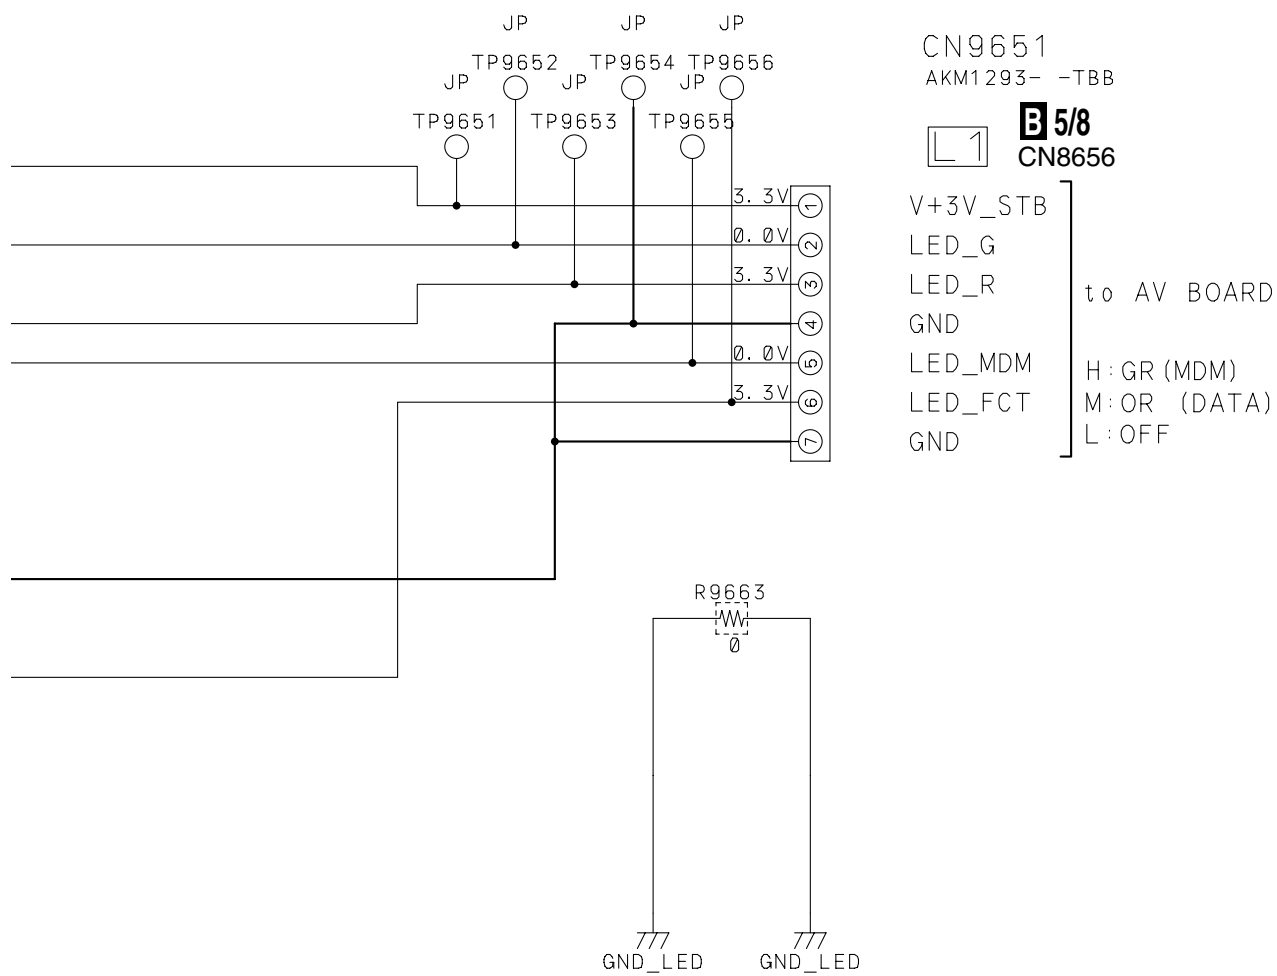 JP JP JP
TP9652 TP9654 TP9656
JP JP JP
TP9651 TP9653 TP9655
CN9651
AKM1293- -TBB
B 5/8
L1
CN8656
3.3V 1 V+3V_STB
0.0V 2 LED_G
3.3V 3 LED_R
4 GND
0.0V 5 LED_MDM
3.3V 6 LED_FCT
7 GND
to AV BOARD
H:GR(MDM)
M:OR (DATA)
L:OFF
R9663
0
GND_LED GND_LED